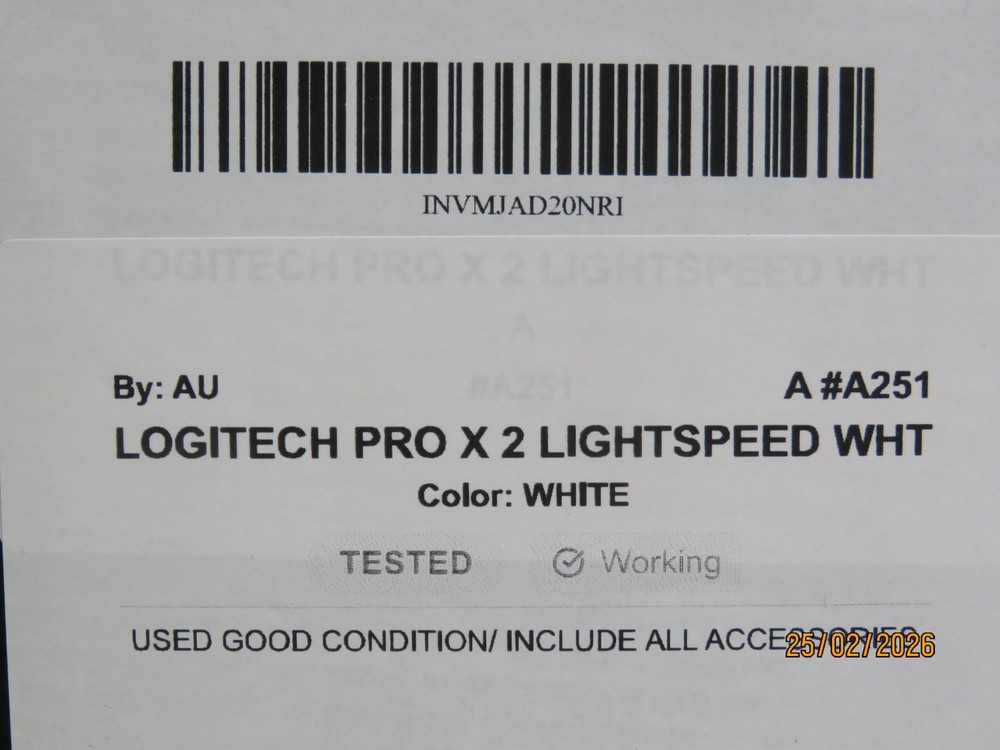 INVMJAD20NRI
LOGITECH PRO X 2 LIGHTSPEED WHT
A
#A251
By: AU
A #A251
LOGITECH PRO X 2 LIGHTSPEED WHT
Color: WHITE
TESTED
Working
USED GOOD CONDITION/ INCLUDE ALL ACCESSORIES
25/02/2026